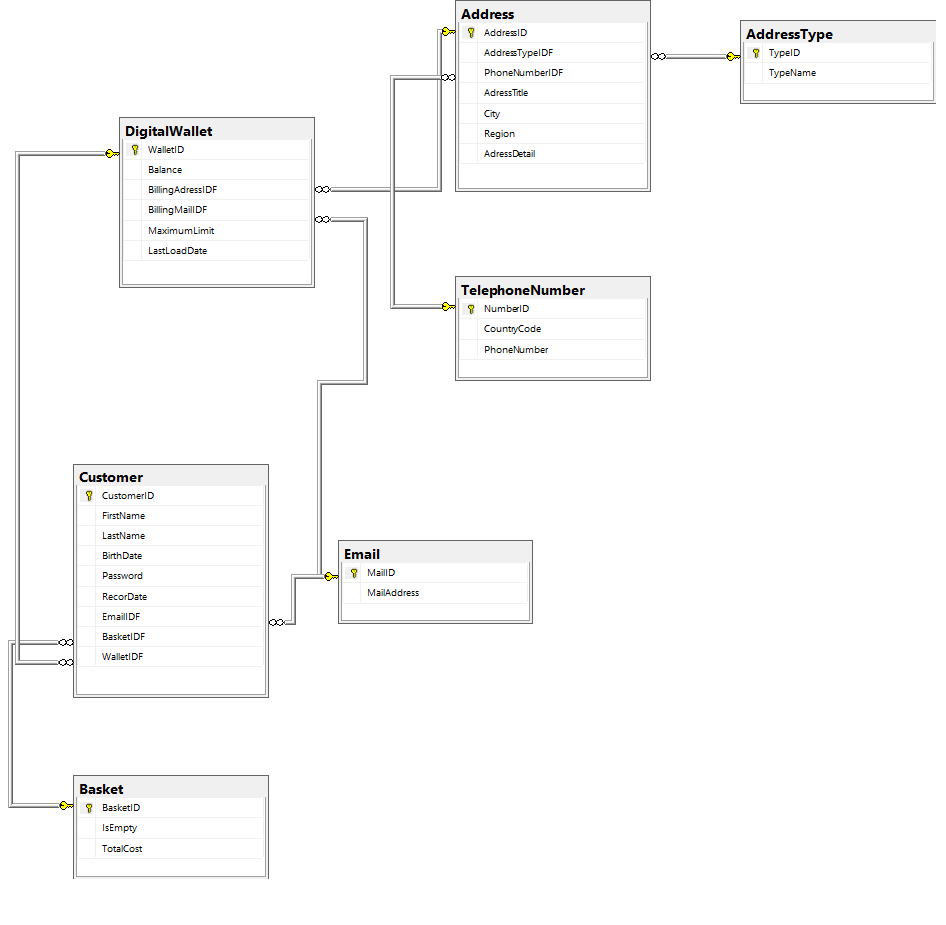 Address
AddressID
AddressTypeIDF
PhoneNumberIDF
AdressTitle
City
Region
AdressDetail
AddressType
TypeID
TypeName
DigitalWallet
WalletID
Balance
BillingAdressIDF
BillingMailIDF
MaximumLimit
LastLoadDate
TelephoneNumber
NumberID
CountryCode
PhoneNumber
Customer
CustomerID
FirstName
LastName
BirthDate
Password
RecorDate
EmailIDF
BasketIDF
WalletIDF
Email
MailID
MailAddress
Basket
BasketID
IsEmpty
TotalCost